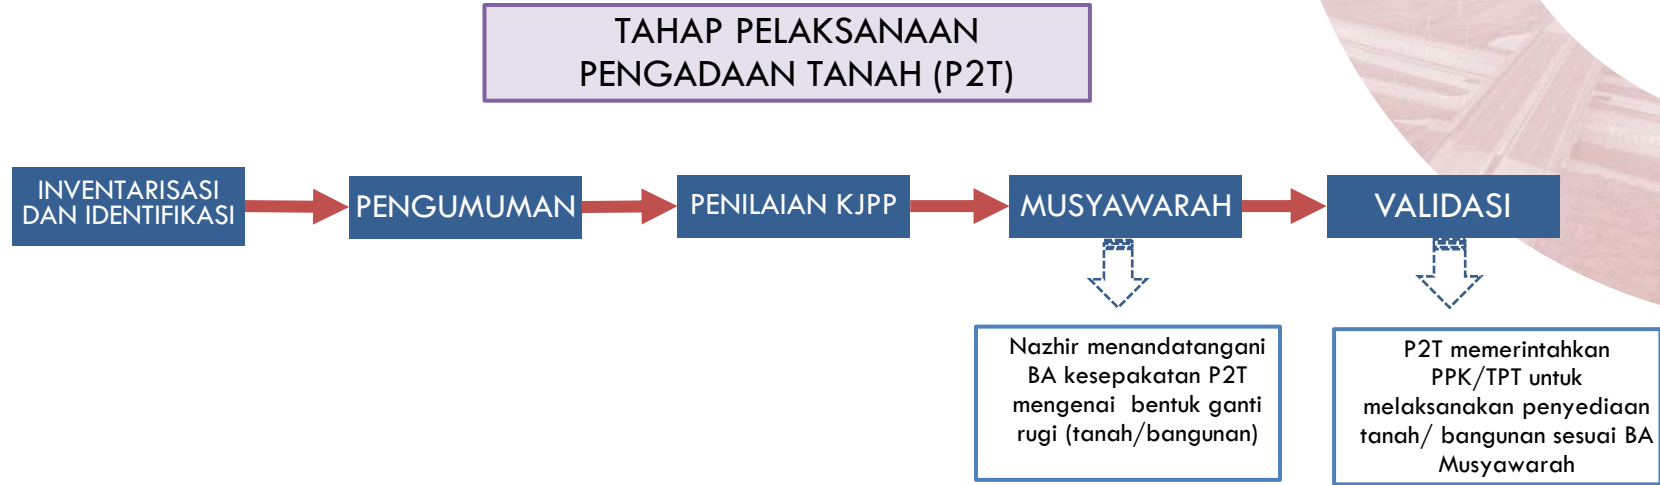 TAHAP PELAKSANAAN
PENGADAAN TANAH (P2T)
INVENTARISASI
DAN IDENTIFIKASI
PENGUMUMAN
PENILAIAN KJPP
MUSYAWARAH
VALIDASI
Nazhir menandatangani
BA kesepakatan P2T
mengenai bentuk ganti
rugi (tanah/bangunan)
P2T memerintahkan
PPK/TPT untuk
melaksanakan penyediaan
tanah/ bangunan sesuai BA
Musyawarah